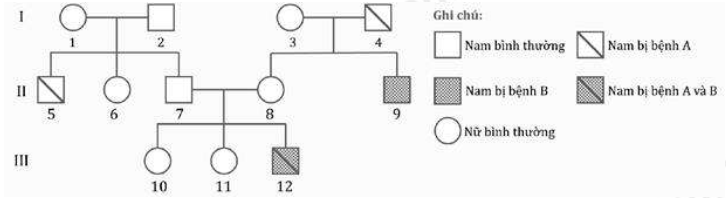 I
1 2 3 4
Ghi chú:
Nam bình thường
Nam bị bệnh A
II
5 6 7 8 9
Nam bị bệnh B
Nam bị bệnh A và B
Nữ bình thường
III
10 11 12